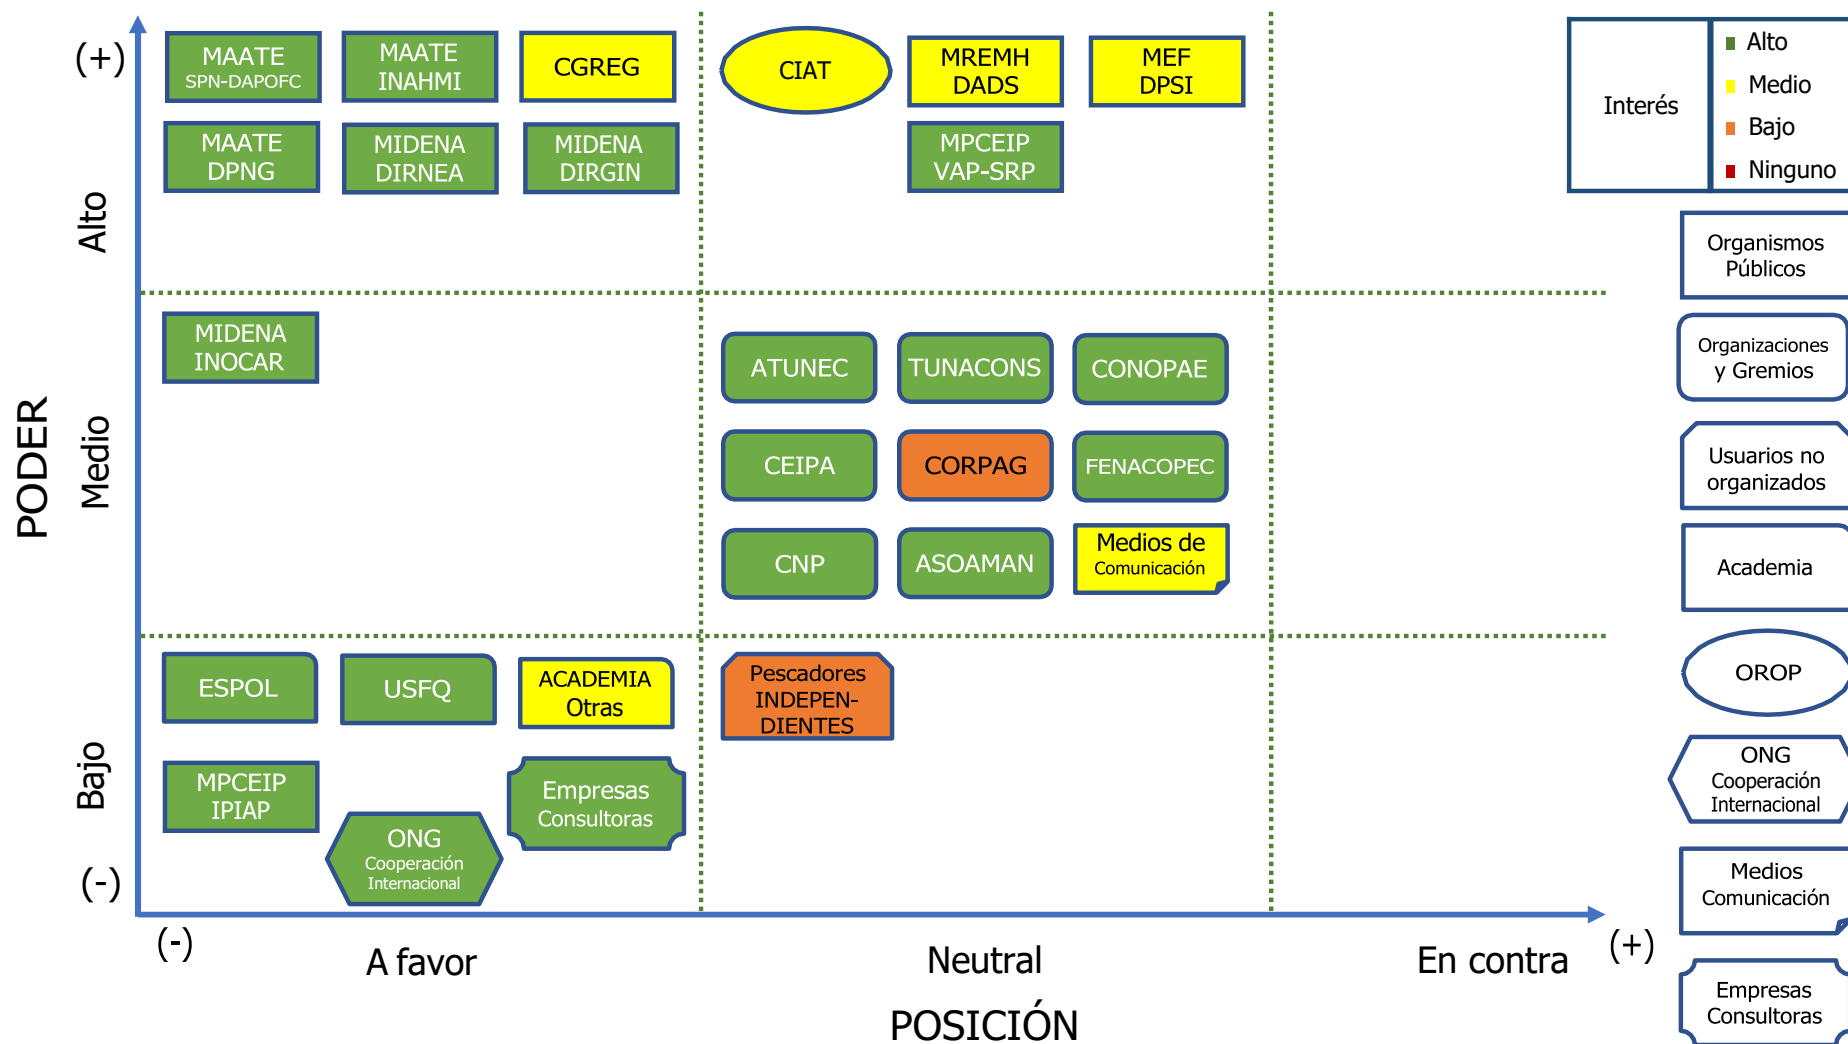 (+)
MAATE
SPN-DAPOFC
MAATE
INAHMI
CGREG
CIAT
MREMH
DADS
MEF
DPSI
MAATE
DPNG
MIDENA
DIRNEA
MIDENA
DIRGIN
MPCEIP
VAP-SRP
Interés
Alto
Medio
Bajo
Ninguno
PODER
Alto
Medio
Bajo
(-)
MIDENA
INOCAR
ATUNEC
TUNACONS
CONOPAE
CEIPA
CORPAG
FENACOPEC
CNP
ASOAMAN
Medios de
Comunicación
ESPOL
USFQ
ACADEMIA
Otras
Pescadores
INDEPEN-
DIENTES
MPCEIP
IPIAP
ONG
Cooperación
Internacional
Empresas
Consultoras
Organismos
Públicos
Organizaciones
y Gremios
Usuarios no
organizados
Academia
OROP
ONG
Cooperación
Internacional
Medios
Comunicación
Empresas
Consultoras
(-)
A favor
Neutral
En contra
(+)
POSICIÓN